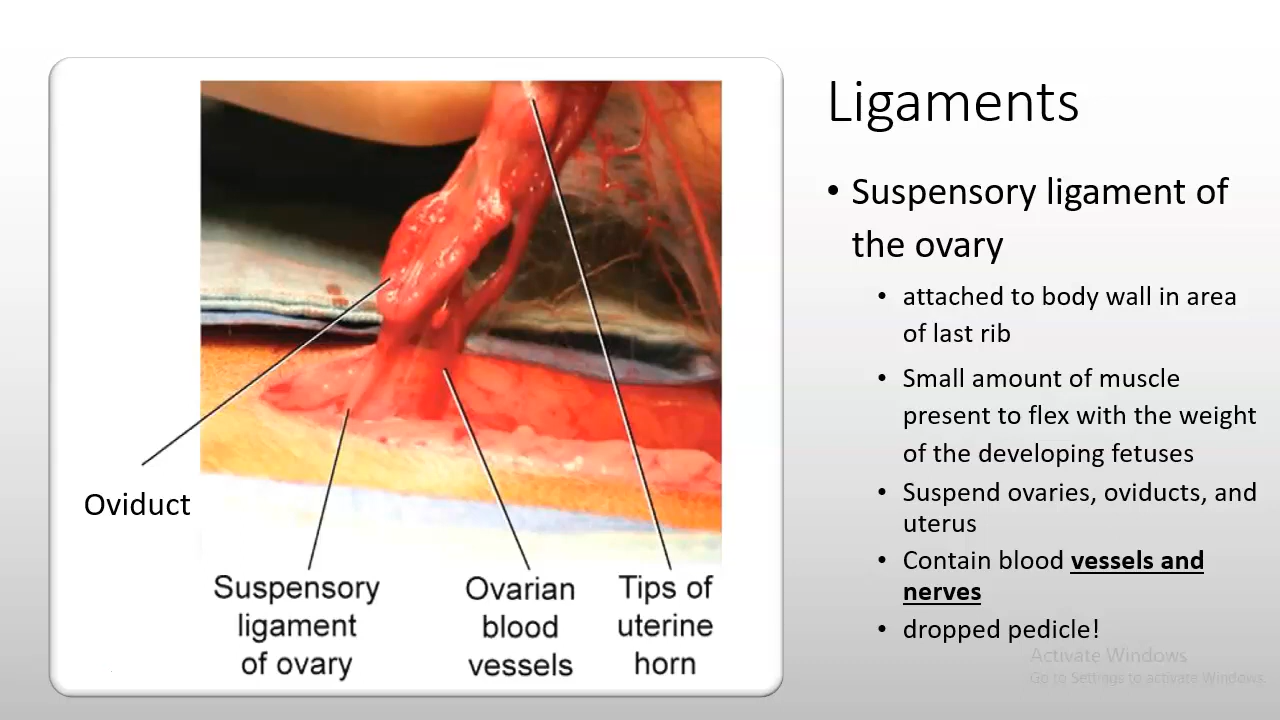 Ligaments
• Suspensory ligament of
the ovary
• attached to body wall in area
of last rib
• Small amount of muscle
present to flex with the weight
of the developing fetuses
• Suspend ovaries, oviducts, and
uterus
• Contain blood vessels and
nerves
• dropped pedicle!
Oviduct
Suspensory
ligament
of ovary
Ovarian
blood
vessels
Tips of
uterine
horn
Activate Windows
Go to Settings to activate Windows.